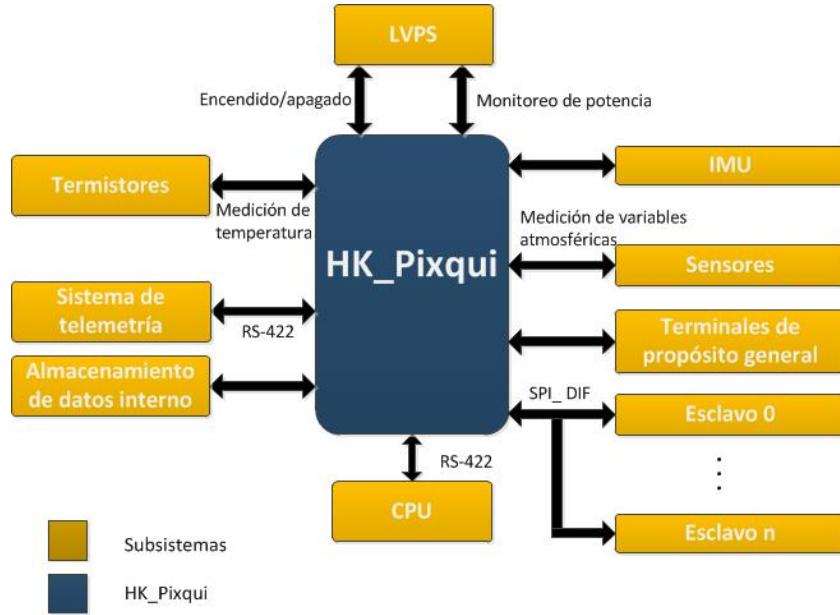 LVPS
Encendido/apagado
Monitoreo de potencia
Termistores
IMU
Medición de
temperatura
Medición de variables
atmosféricas
HK_Pixqui
Sensores
Sistema de
telemetría
RS-422
Terminales de
propósito general
Almacenamiento
de datos interno
SPI_ DIF
Esclavo 0
RS-422
CPU
Esclavo n
Subsistemas
HK_Pixqui